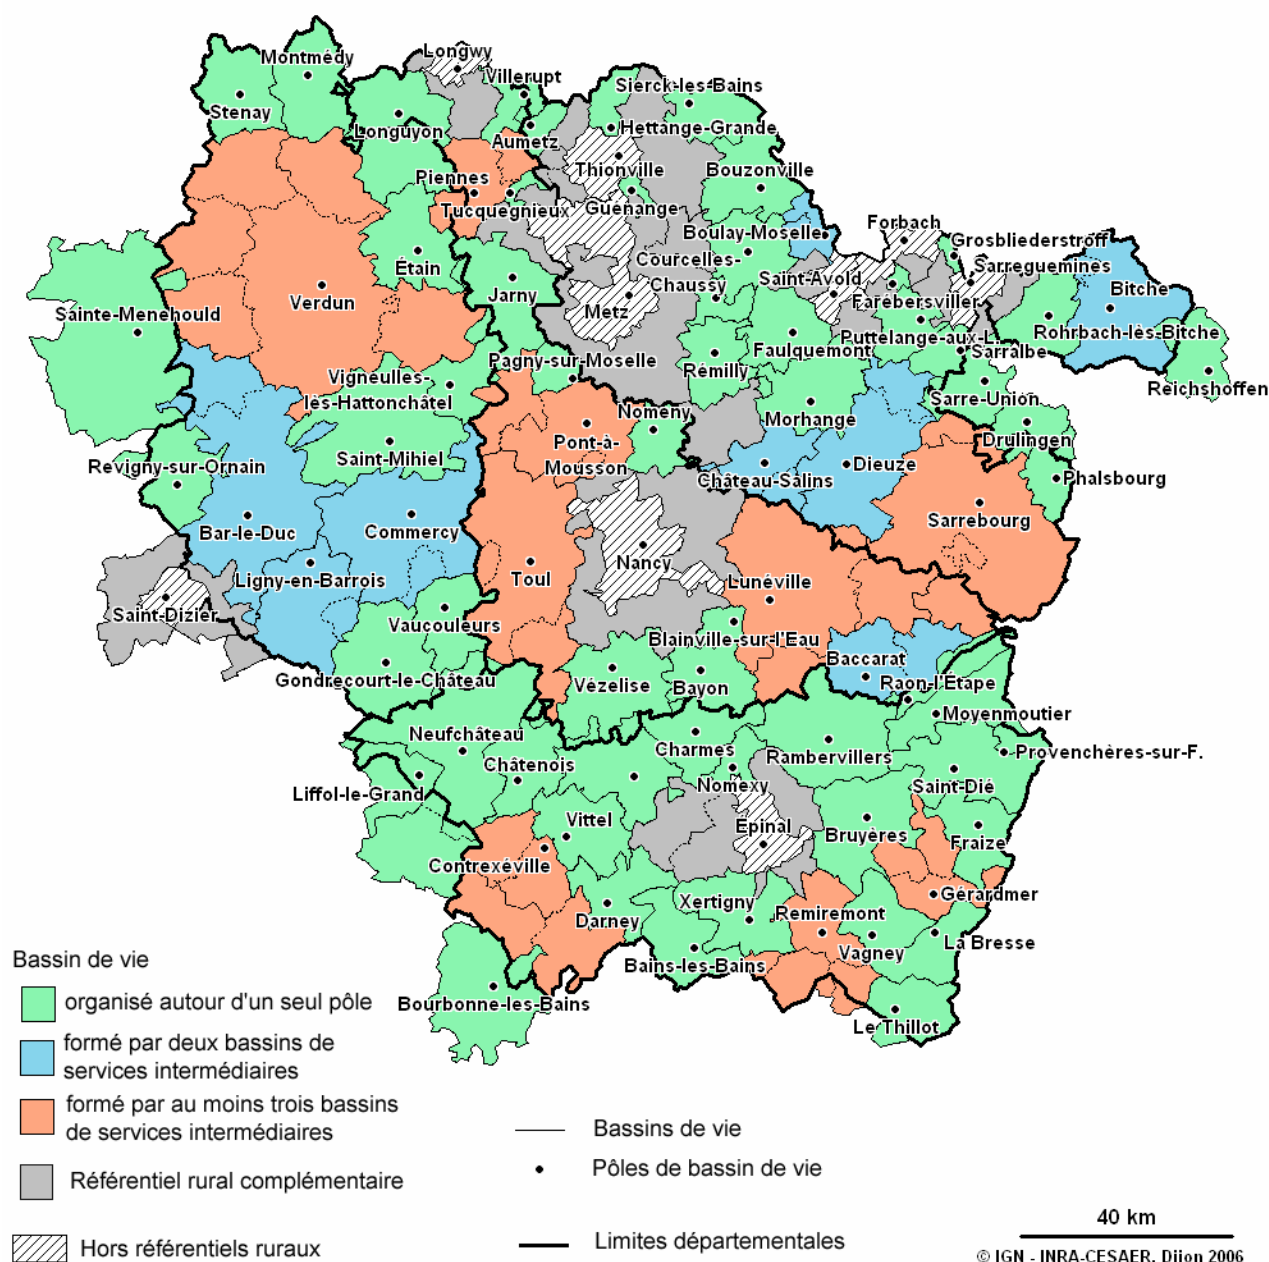 Longwy
Montmédy
Villerupt
Sierck-les-Bains
Stenay
Longuyon
Aumetz
Hettange-Grande
Thionville
Bouzonville
Piennes
Tucquegnieux
Guénange
Forbach
Boulay-Moselle
Grosbliederstroff
Étain
Courcelles-
Chaussy
Saint-Avold
Sarreguemines
Jarny
Verdun
Metz
Farébersviller
Bitche
Sainte-Menehould
Puttelange-aux-L.
Rohrbach-lès-Bitche
Faulquemont
Sarralbe
Pagny-sur-Moselle
Rémilly
Vigneulles-
lès-Hattonchâtel
Reichshoffen
Nomeny
Morhange
Sarre-Union
Pont-à-
Mousson
Drulingen
Saint-Mihiel
Revigny-sur-Ornain
Château-Salins
Dieuze
Phalsbourg
Bar-le-Duc
Commercy
Sarrebourg
Nancy
Ligny-en-Barrois
Toul
Lunéville
Saint-Dizier
Vaucouleurs
Blainville-sur-l'Eau
Baccarat
Gondrecourt-le-Château
Vézelise
Bayon
Raon-l'Étape
Moyenmoutier
Neufchâteau
Charmes
Rambervillers
Provenchères-sur-F.
Châtenois
Nomexy
Saint-Dié
Liffol-le-Grand
Vittel
Epinal
Bruyères
Fraize
Contrexéville
Gérardmer
Darney
Xertigny
Remiremont
La Bresse
Vagney
Bains-les-Bains
Bourbonne-les-Bains
Le Thillot
Bassin de vie
organisé autour d'un seul pôle
formé par deux bassins de
services intermédiaires
formé par au moins trois bassins
de services intermédiaires
Référentiel rural complémentaire
Hors référentiels ruraux
Bassins de vie
Pôles de bassin de vie
Limites départementales
40 km
© IGN - INRA-CESAER, Dijon 2006